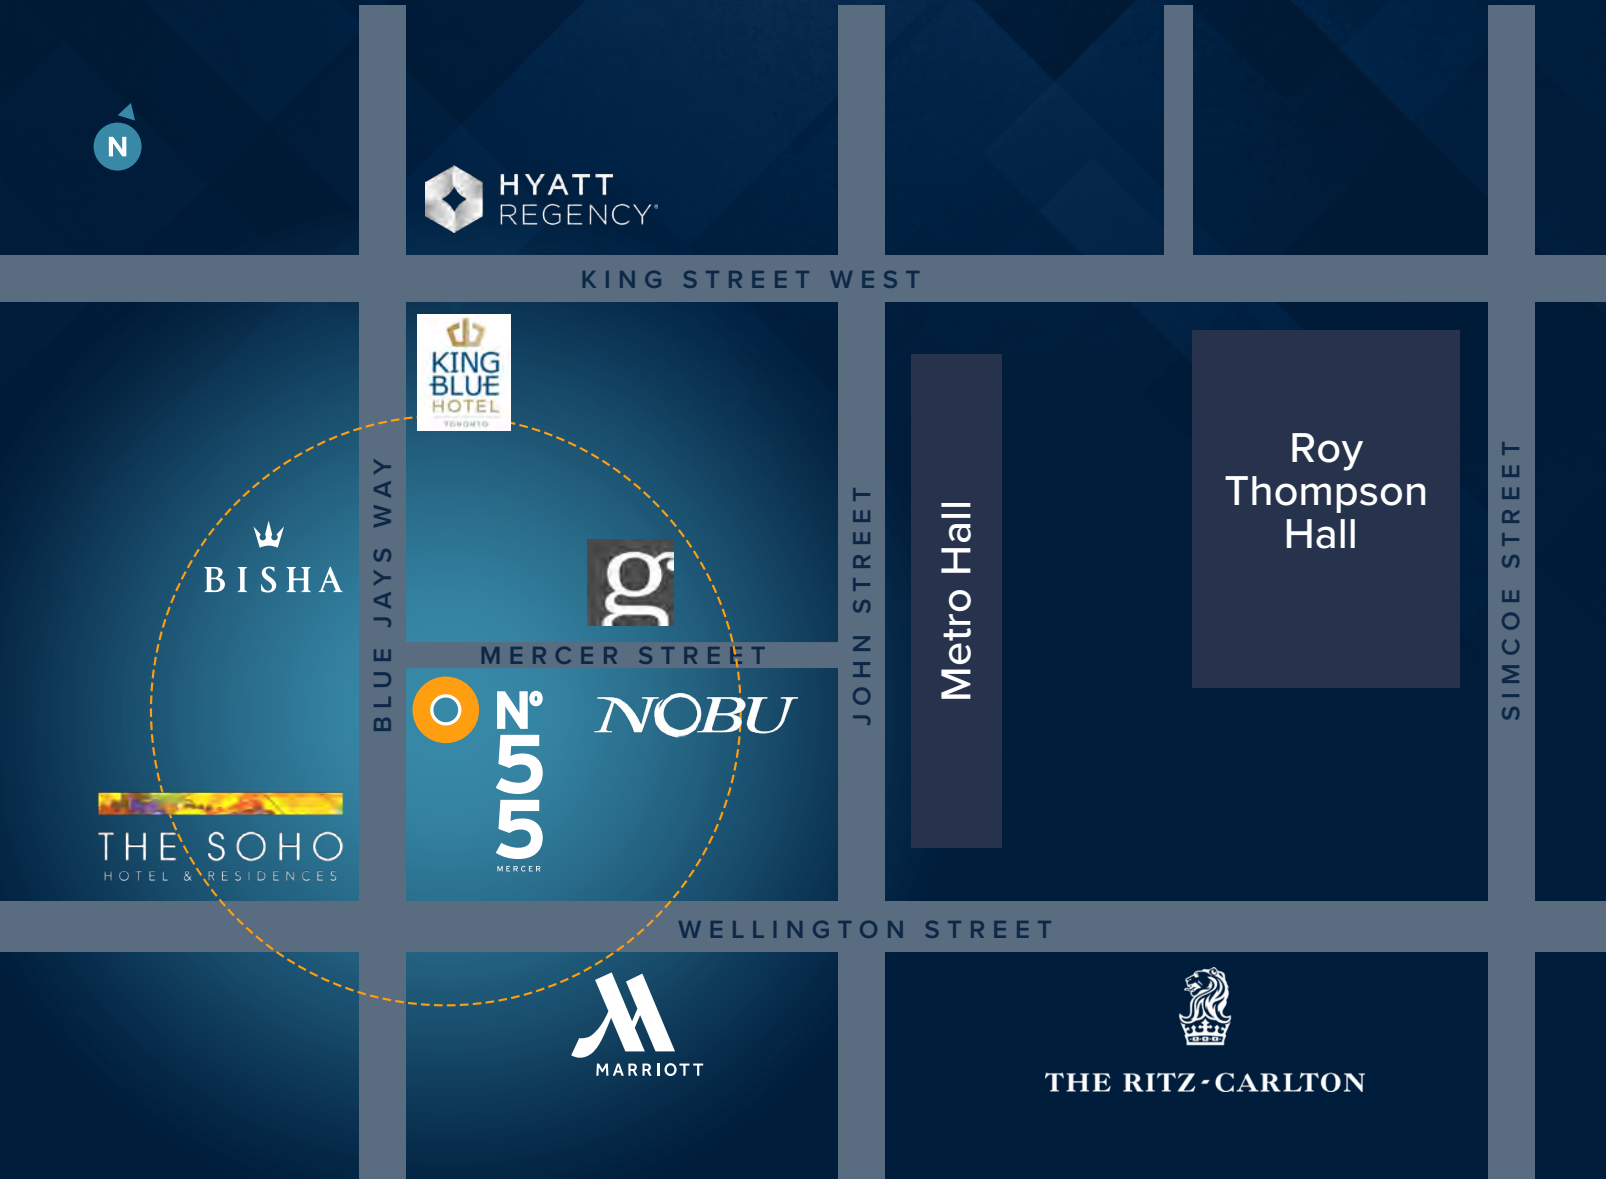 N
HYATT
REGENCY
KING STREET WEST
KING
BLUE
HOTEL
TORONTO
BLUE JAYS WAY
BISHA
g
MERCER STREET
JOHN STREET
Metro Hall
Roy
Thompson
Hall
SIMCOE STREET
Nº
5
5
MERCER
NOBU
THE SOHO
HOTEL & RESIDENCES
WELLINGTON STREET
MARRIOTT
THE RITZ-CARLTON